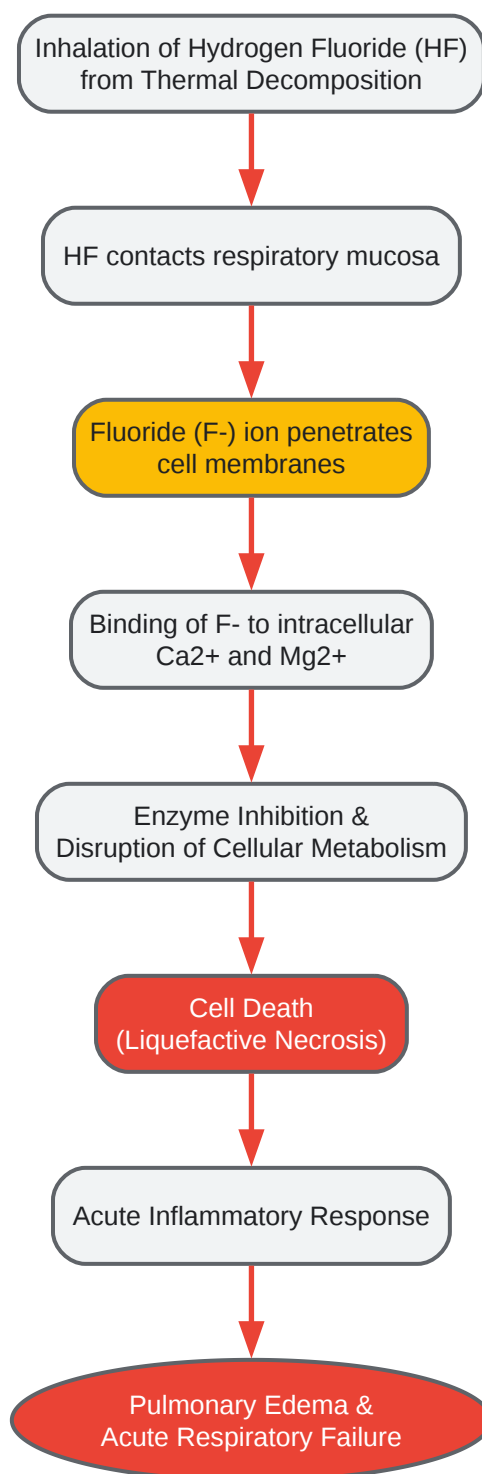 Inhalation of Hydrogen Fluoride (HF)
from Thermal Decomposition
HF contacts respiratory mucosa
Fluoride (F-) ion penetrates
cell membranes
Binding of F- to intracellular
Ca2+ and Mg2+
Enzyme Inhibition &
Disruption of Cellular Metabolism
Cell Death
(Liquefactive Necrosis)
Acute Inflammatory Response
Pulmonary Edema &
Acute Respiratory Failure